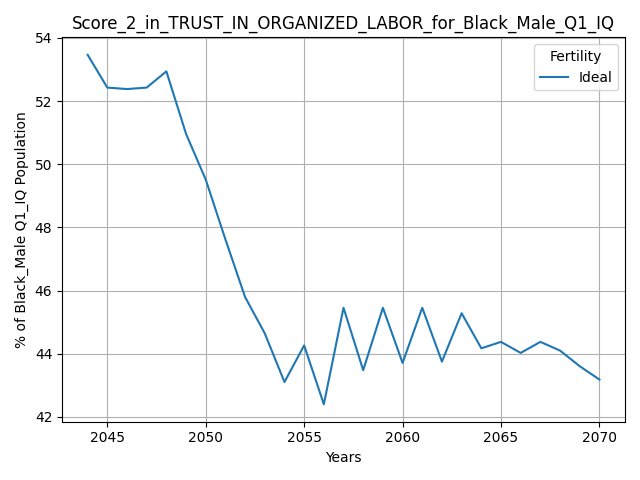 Score_2_in_TRUST_IN_ORGANIZED_LABOR_for_Black_Male_Q1_IQ
54
52
50
48
46
44
42
% of Black_Male Q1_IQ Population
Fertility
Ideal
2045 2050 2055 2060 2065 2070
Years